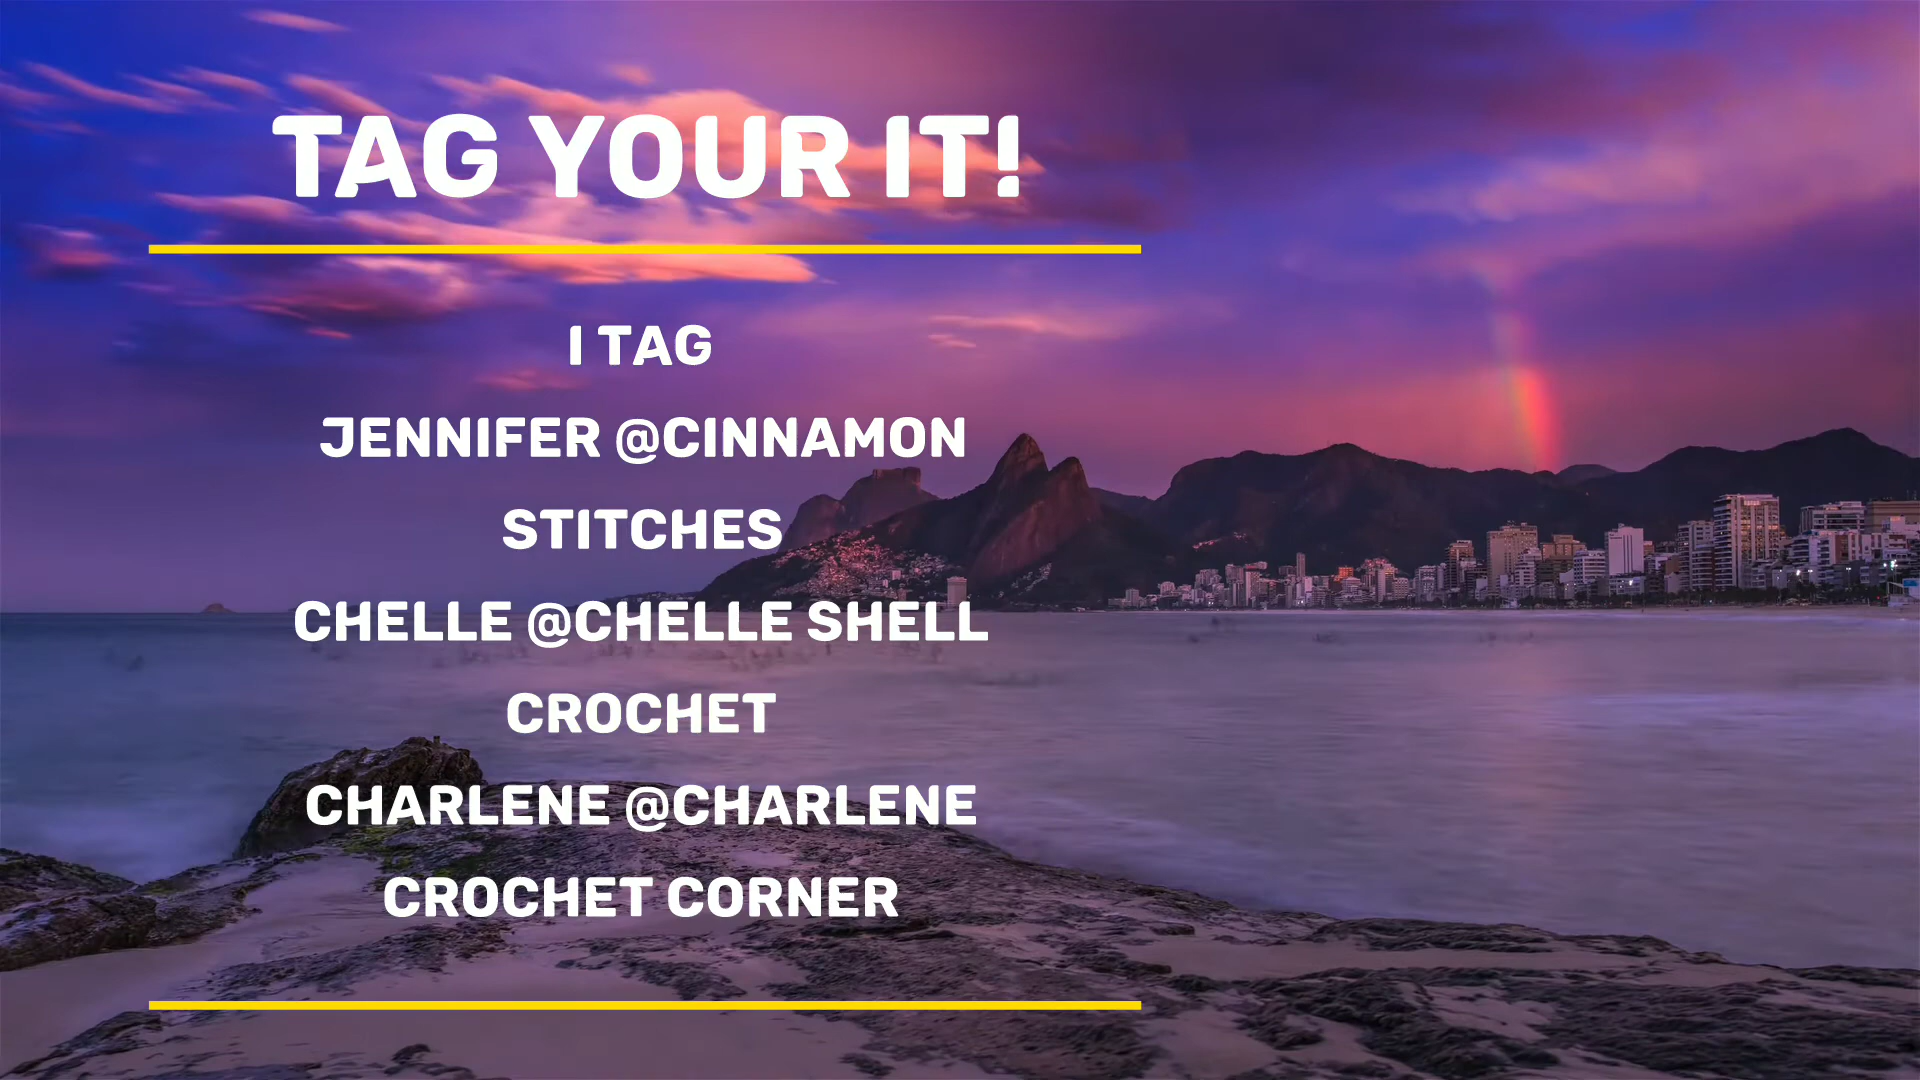 TAG YOUR IT!
I TAG
JENNIFER @CINNAMON
STITCHES
CHELLE @CHELLE SHELL
CROCHET
CHARLENE @CHARLENE
CROCHET CORNER